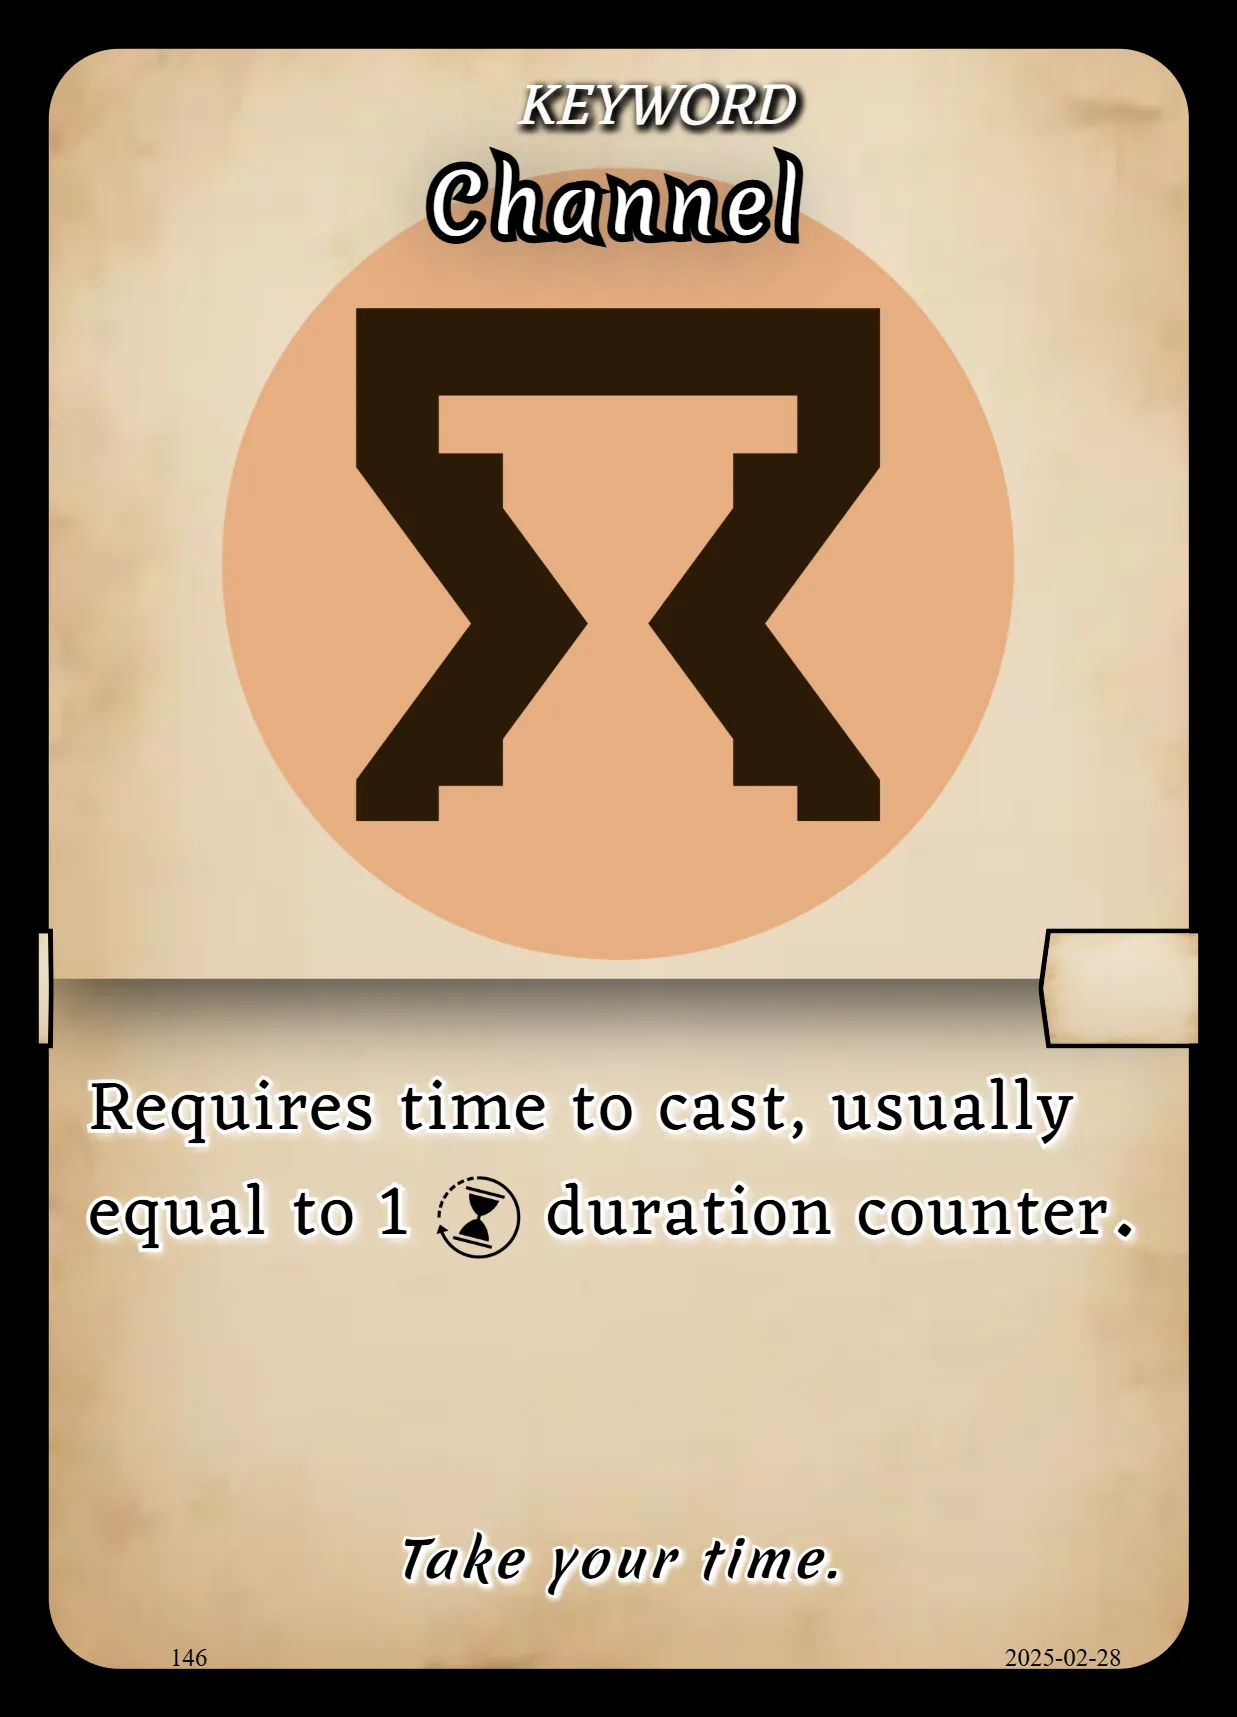 KEYWORD
Channel
Requires time to cast, usually
equal to 1 duration counter.
Take your time.
146
2025-02-28